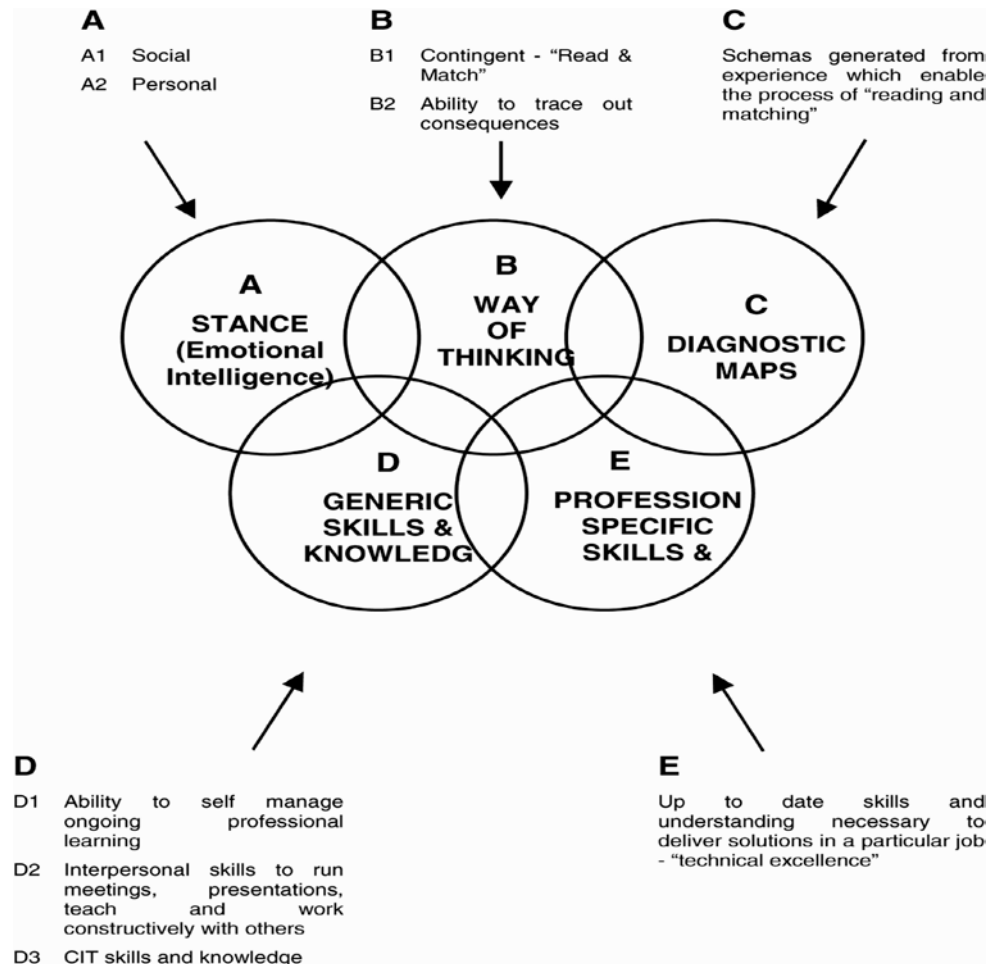 A
A1 Social
A2 Personal
B
B1 Contingent - “Read &
Match”
B2 Ability to trace out
consequences
C
Schemas generated from
experience which enable
the process of “reading and
matching”
A
STANCE
(Emotional
Intelligence)
B
WAY
OF
THINKING
C
DIAGNOSTIC
MAPS
D
GENERIC
SKILLS &
KNOWLEDG
E
PROFESSION
SPECIFIC
SKILLS &
D
D1 Ability to self manage
ongoing professional
learning
D2 Interpersonal skills to run
meetings, presentations,
teach and work
constructively with others
D3 CIT skills and knowledge
E
Up to date skills and
understanding necessary to
deliver solutions in a particular job
- “technical excellence”